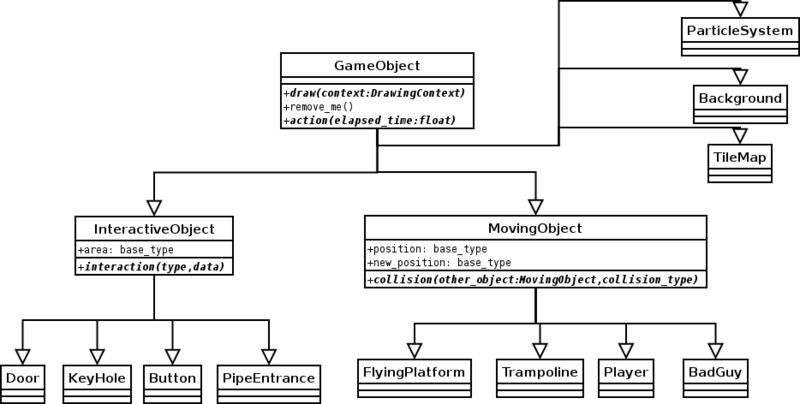 ParticleSystem
GameObject
+draw(context:DrawingContext)
+remove_me()
+action(elapsed_time:float)
Background
TileMap
InteractiveObject
+area: base_type
+interaction(type,data)
MovingObject
+position: base_type
+new_position: base_type
+collision(other_object:MovingObject,collision_type)
Door
KeyHole
Button
PipeEntrance
FlyingPlatform
Trampoline
Player
BadGuy